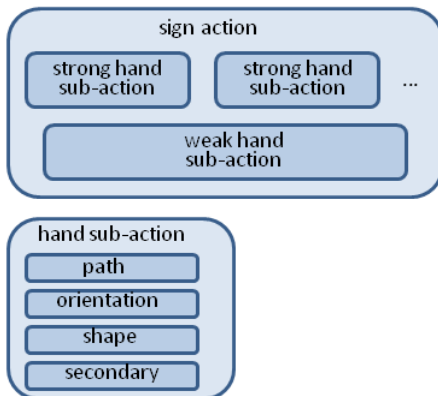 sign action
strong hand strong hand
sub-action sub-action ...
weak hand
sub-action
hand sub-action
path
orientation
shape
secondary